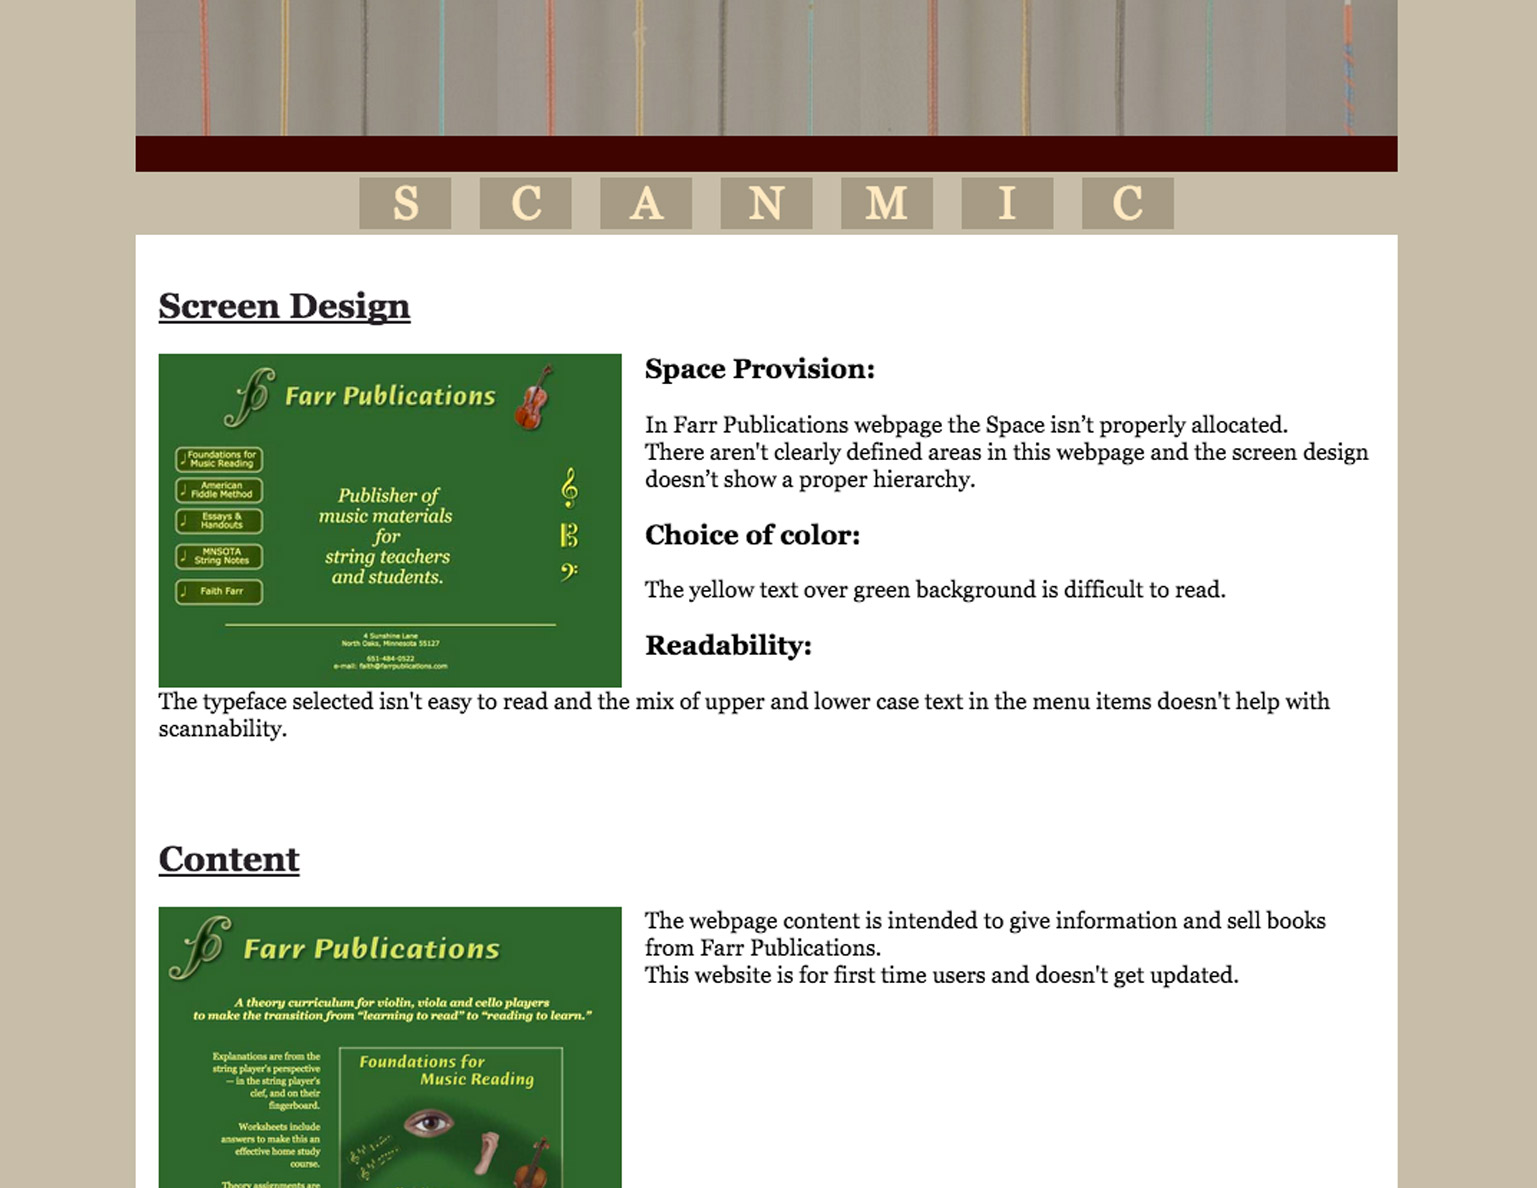 S C A N M I C
Screen Design
Farr Publications
Foundations for
Music Reading
American
Fiddle Method
Essays &
Handouts
MNSOTA
String Notes
Faith Farr
Publisher of
music materials
for
string teachers
and students.
4 Sunshine Lane
North Oaks, Minnesota 55127
651-484-0522
e-mail: faith@farrpublications.com
Space Provision:
In Farr Publications webpage the Space isn’t properly allocated.
There aren't clearly defined areas in this webpage and the screen design
doesn’t show a proper hierarchy.
Choice of color:
The yellow text over green background is difficult to read.
Readability:
The typeface selected isn't easy to read and the mix of upper and lower case text in the menu items doesn't help with
scannability.
Content
Farr Publications
A theory curriculum for violin, viola and cello players
to make the transition from “learning to read” to “reading to learn.”
Explanations are from the
string player's perspective
— in the string player's
clef, and on their
fingerboard.
Worksheets include
answers to make this an
effective home study
course.
Theory assignments are
Foundations for
Music Reading
The webpage content is intended to give information and sell books
from Farr Publications.
This website is for first time users and doesn't get updated.